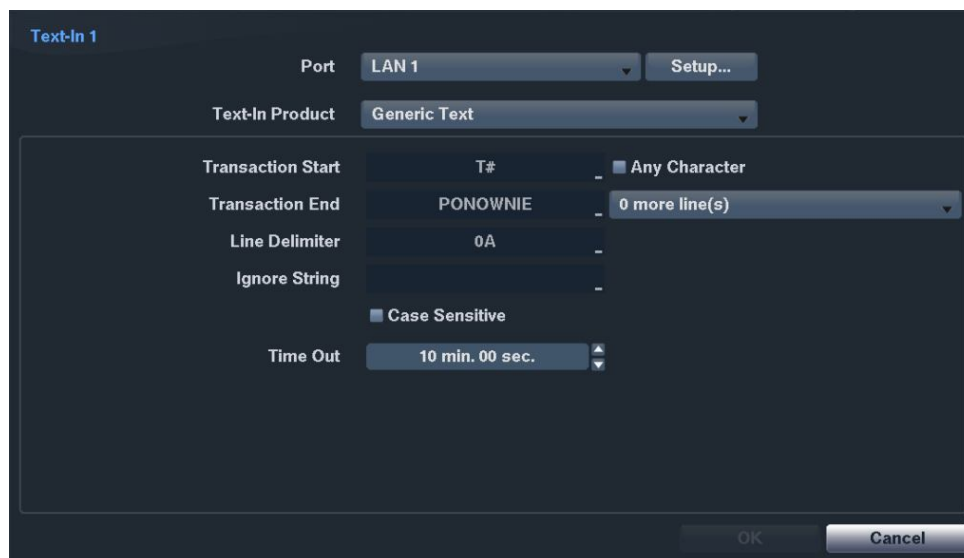 Text-In 1
Port LAN 1 Setup...
Text-In Product Generic Text
Transaction Start T# Any Character
Transaction End PONOWNIE 0 more line(s)
Line Delimiter 0A
Ignore String
Case Sensitive
Time Out 10 min. 00 sec.
OK Cancel